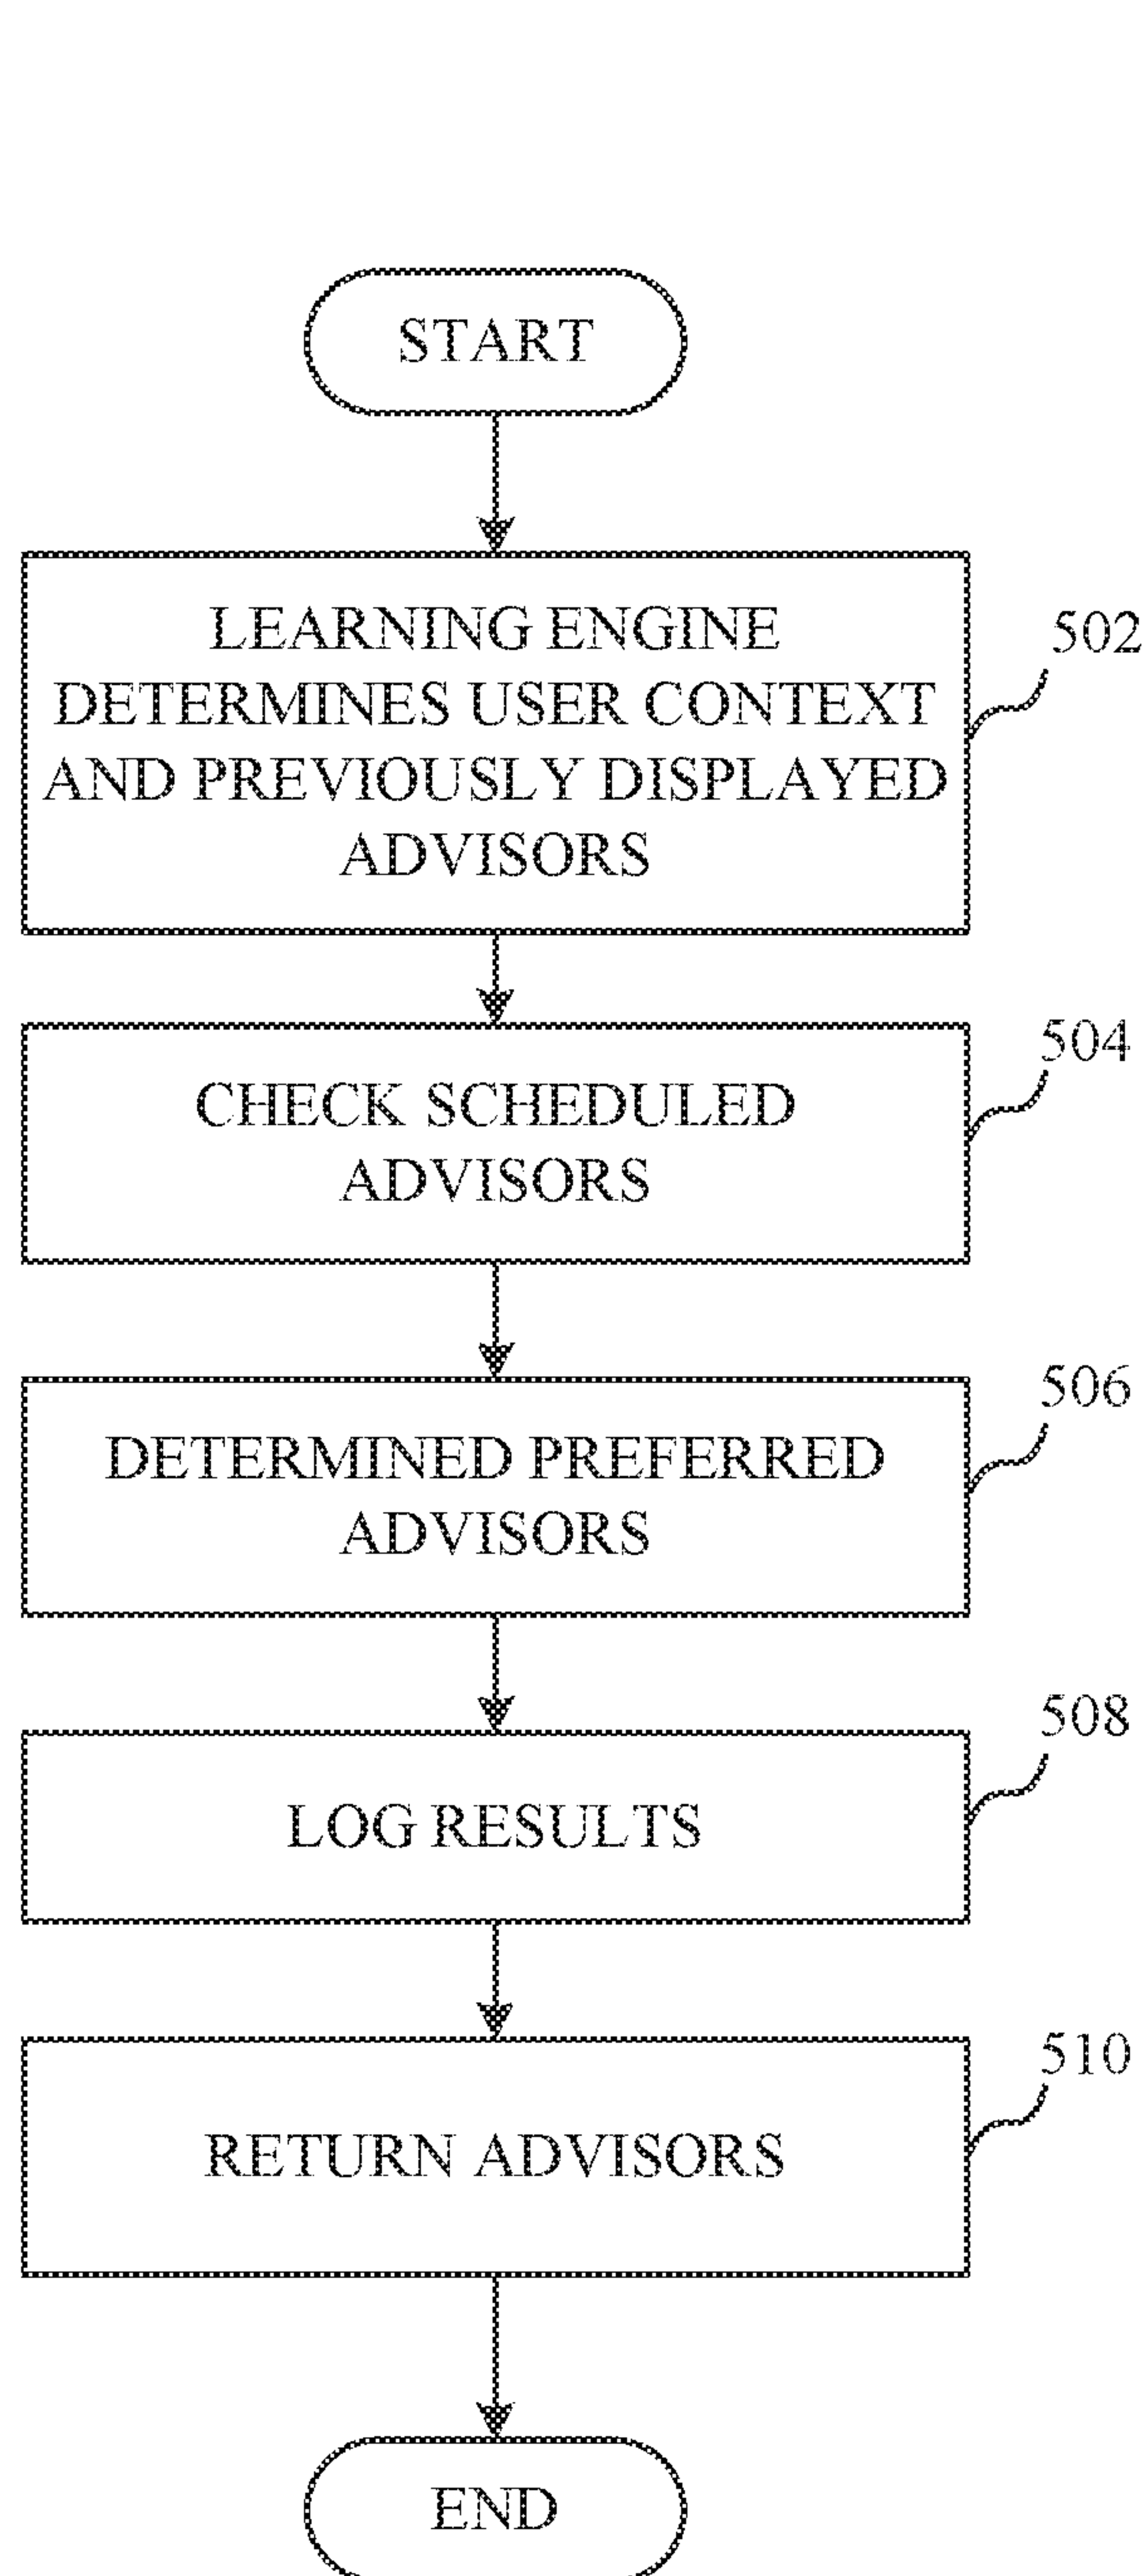 START
LEARNING ENGINE
DETERMINES USER CONTEXT
AND PREVIOUSLY DISPLAYED
ADVISORS
502
CHECK SCHEDULED
ADVISORS
504
DETERMINED PREFERRED
ADVISORS
506
LOG RESULTS
508
RETURN ADVISORS
510
END